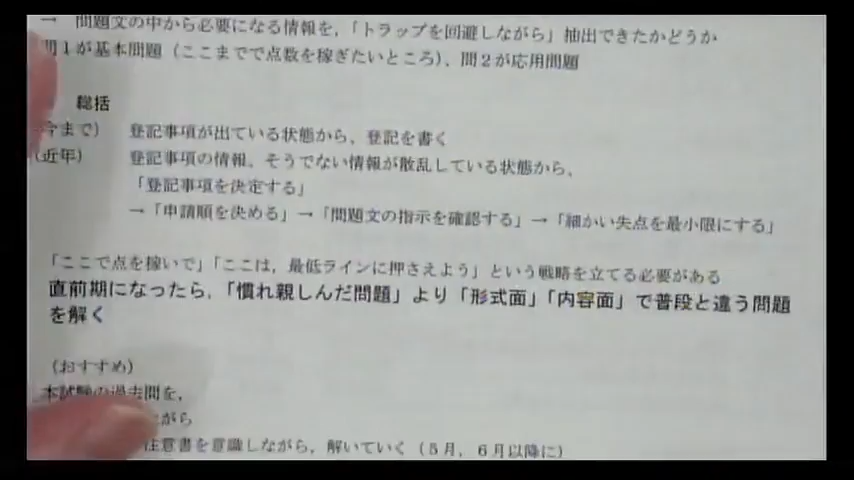 → 問題文の中から必要になる情報を,「トラップを回避しながら」抽出できたかどうか
問1が基本問題（ここまでで点数を稼ぎたいところ）、問2が応用問題
総括
今まで） 登記事項が出ている状態から、登記を書く
（近年） 登記事項の情報、そうでない情報が散乱している状態から、
「登記事項を決定する」
→「申請順を決める」→「問題文の指示を確認する」→「細かい失点を最小限にする」
「ここで点を稼いで」「ここは，最低ラインに押さえよう」という戦略を立てる必要がある
直前期になったら,「慣れ親しんだ問題」より「形式面」「内容面」で普段と違う問題
を解く
（おすすめ）
本試験の過去問を,
がら
注意書を意識しながら，解いていく（5月，6月以降に）